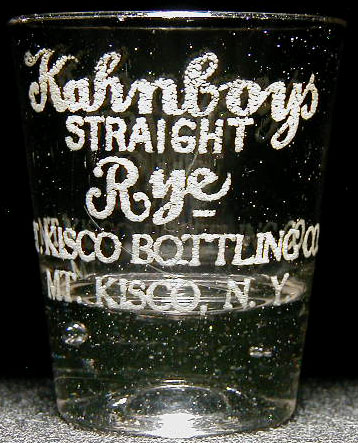 Kahnboys
STRAIGHT
Rye
T. KISCO BOTTLING CO
MT. KISCO, N. Y.